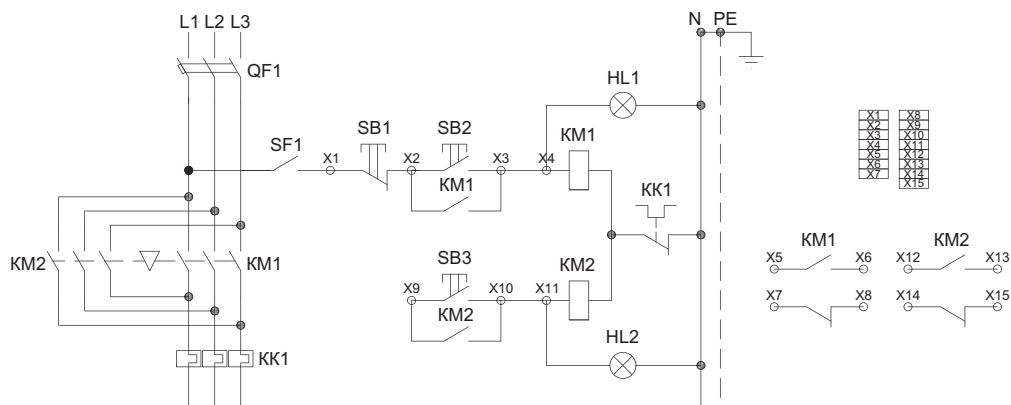 L1 L2 L3
N PE
QF1
HL1
SF1
SB1
SB2
KM1
X1
X2
X3
X4
KM1
KK1
X1 X8
X2 X9
X3 X10
X4 X11
X5 X12
X6 X13
X7 X14
X15
KM2
KM1
SB3
KM2
X9
X10
X11
KM2
HL2
KK1
KM1
KM2
X5
X6
X12
X13
X7
X8
X14
X15